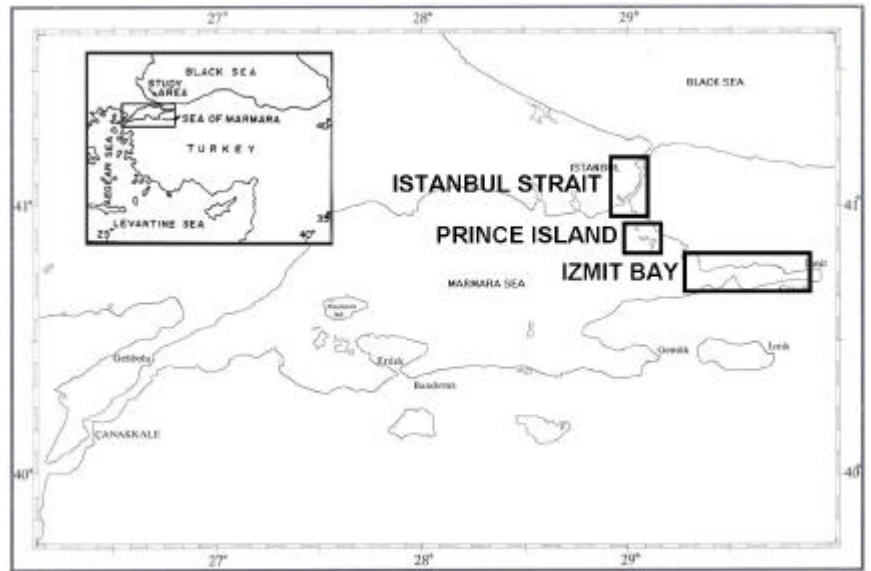 27°
28°
29°
BLACK SEA
STUDY
AREA
SEA OF MARMARA
40°
AEGEAN SEA
TURKEY
LEVANTINE SEA
25°
40°
35°
BLACK SEA
ISTANBUL
ISTANBUL STRAIT
41°
41°
PRINCE ISLAND
IZMIT BAY
MARMARA SEA
Gelibolu
Erdek
Gemlik
İznik
Bandırma
ÇANAKKALE
40°
40°
27°
28°
29°